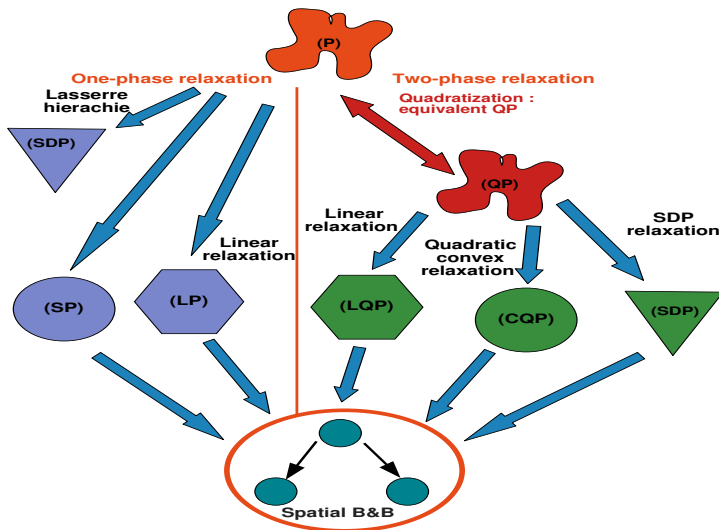 (P)
One-phase relaxation
Two-phase relaxation
Lasserre
hierachie
Quadratization :
equivalent QP
(SDP)
(QP)
Linear
relaxation
SDP
relaxation
Linear
relaxation
Quadratic
convex
relaxation
(SP)
(LP)
(LQP)
(CQP)
(SDP)
Spatial B&B